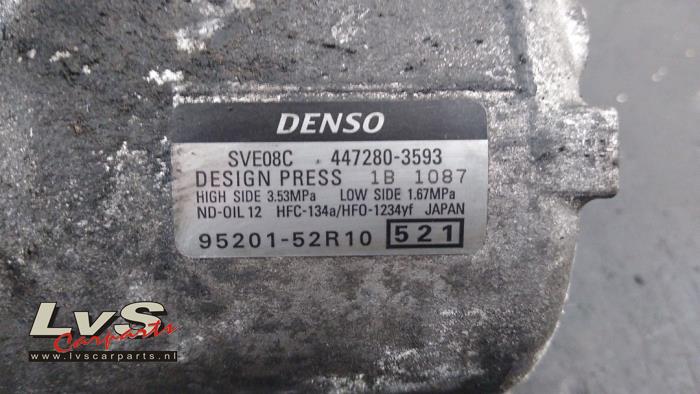 DENSO
SVE08C 447280-3593
DESIGN PRESS 1B 1087
HIGH SIDE 3.53MPa LOW SIDE 1.67MPa
ND-OIL 12 HFC-134a/HFO-1234yf JAPAN
95201-52R10 521
LvS
Carparts
www.lvscarparts.nl